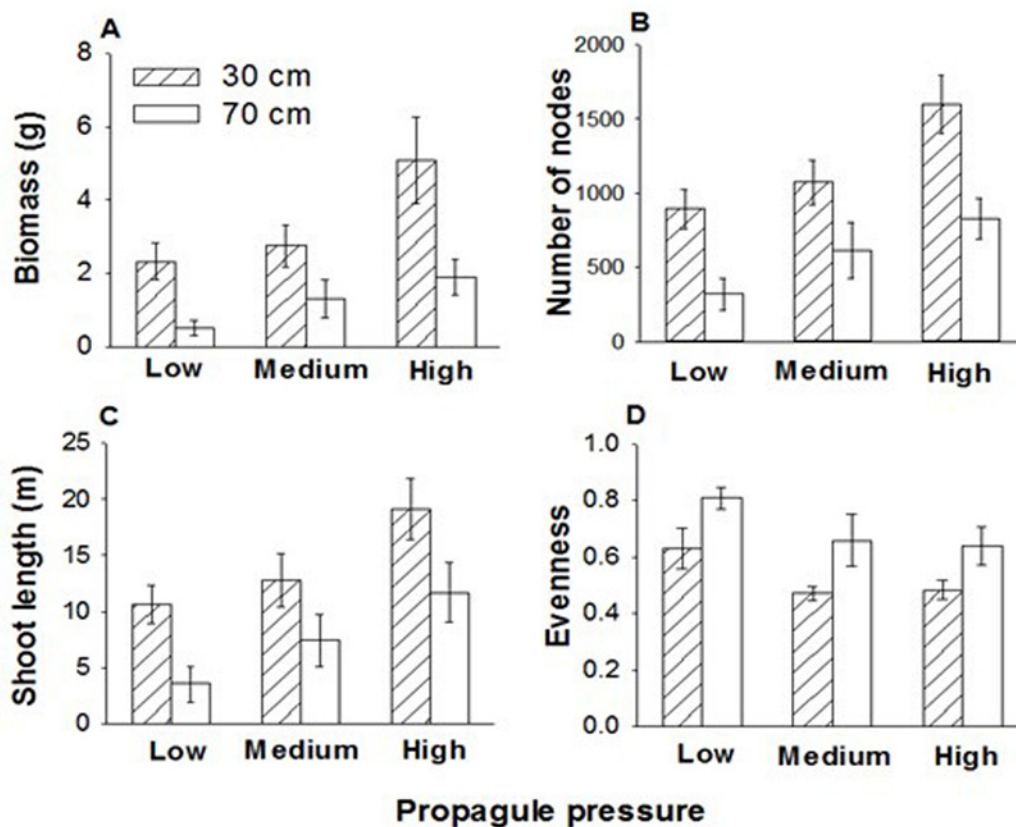 A
Biomass (g)
8
6
4
2
0
30 cm
70 cm
Low Medium High
B
Number of nodes
2000
1500
1000
500
0
Low Medium High
C
Shoot length (m)
25
20
15
10
5
0
Low Medium High
D
Evenness
1.0
0.8
0.6
0.4
0.2
0.0
Low Medium High
Propagule pressure